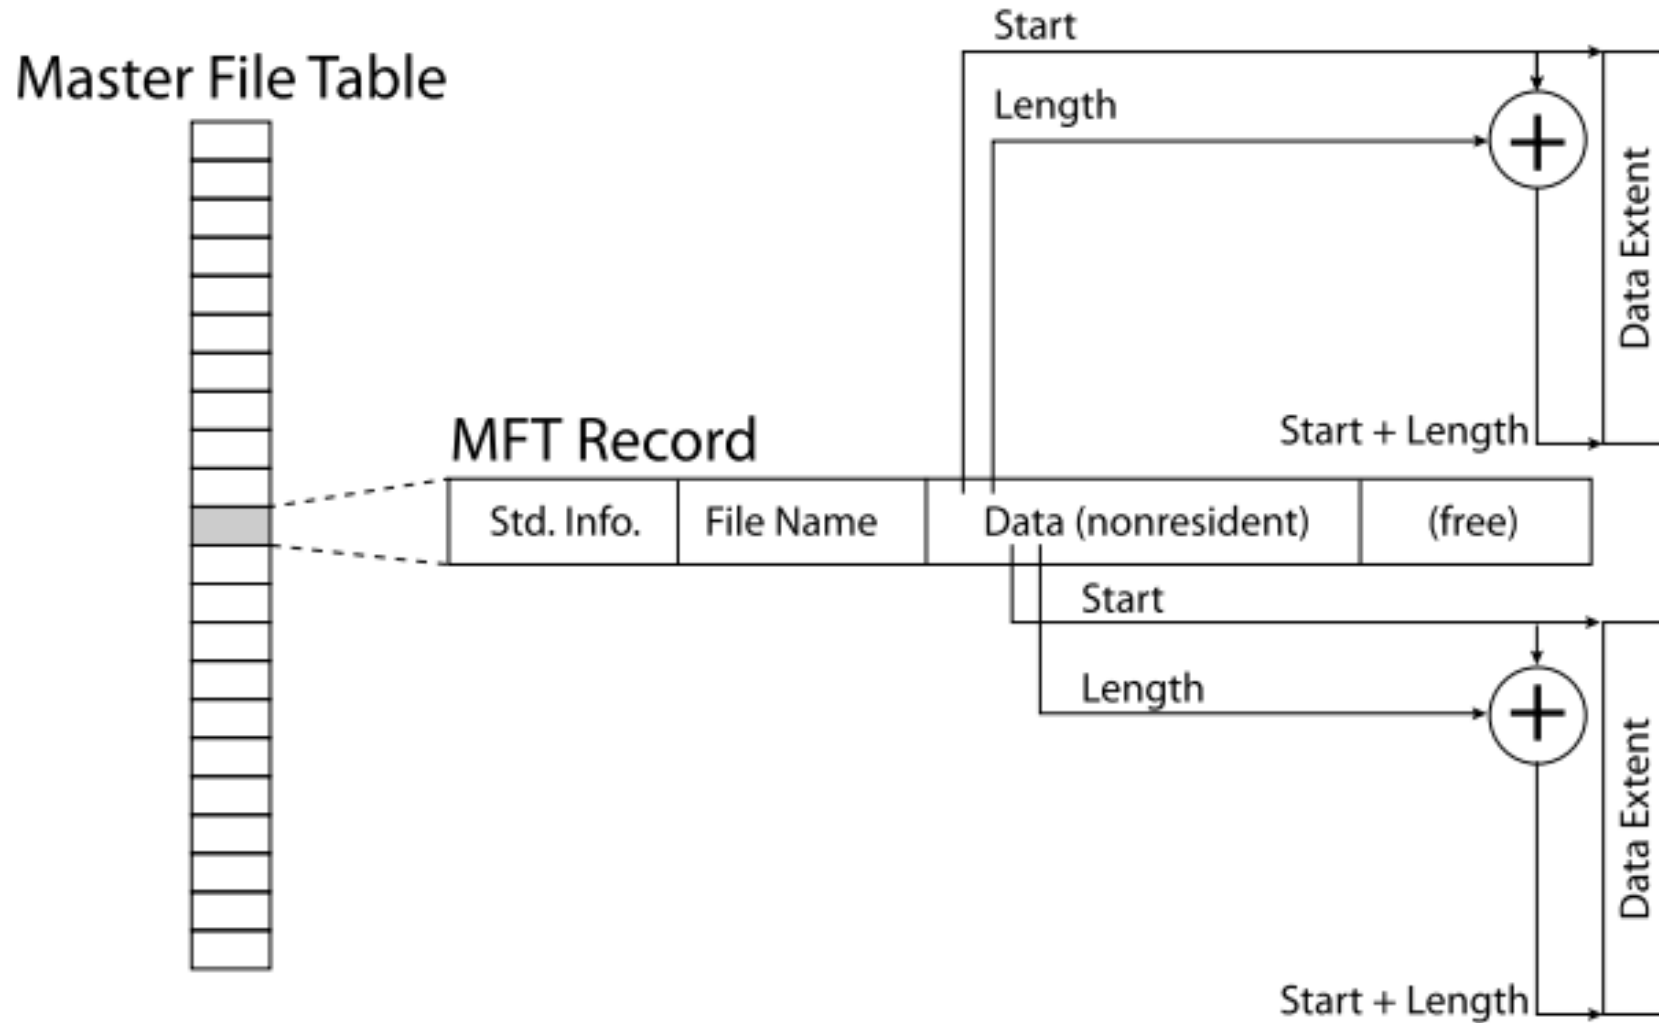 Start
Master File Table
Length
+
Data Extent
Start + Length
MFT Record
Std. Info.
File Name
Data (nonresident)
(free)
Start
Length
+
Data Extent
Start + Length